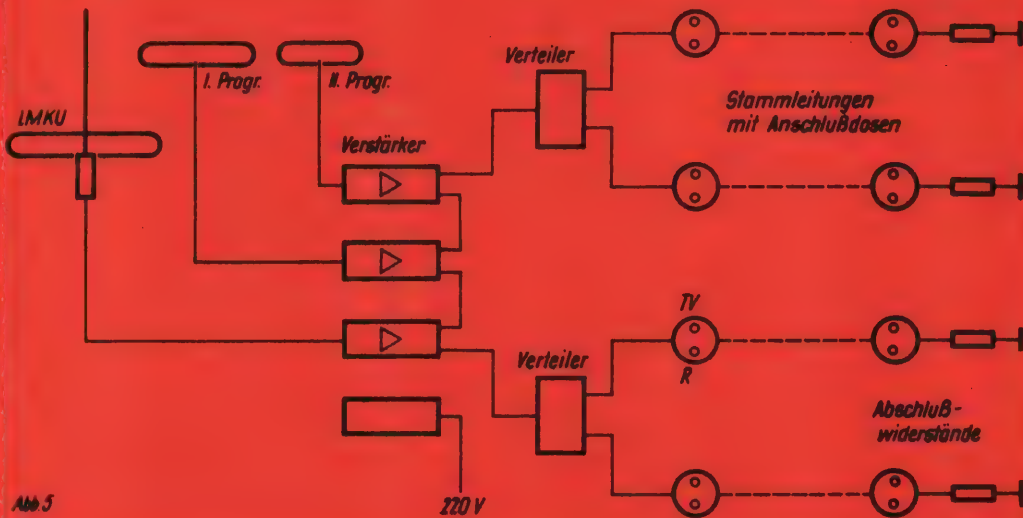 LMKU
I. Progr.
II. Progr.
Verstärker
Verteiler
Stammleitungen
mit Anschlußdosen
TV
R
Verteiler
Abschluß-
widerstände
220 V
Abb. 5